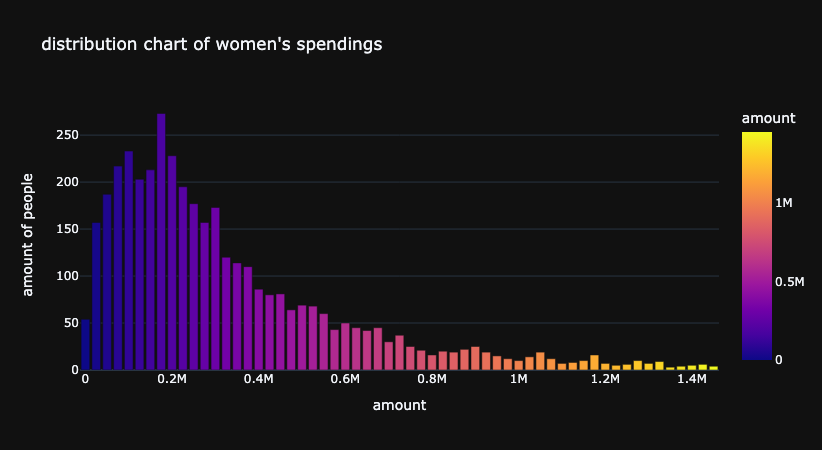 distribution chart of women's spendings
amount
250
200
150
100
50
0
amount of people
0 0.2M 0.4M 0.6M 0.8M 1M 1.2M 1.4M
amount
1M
0.5M
0